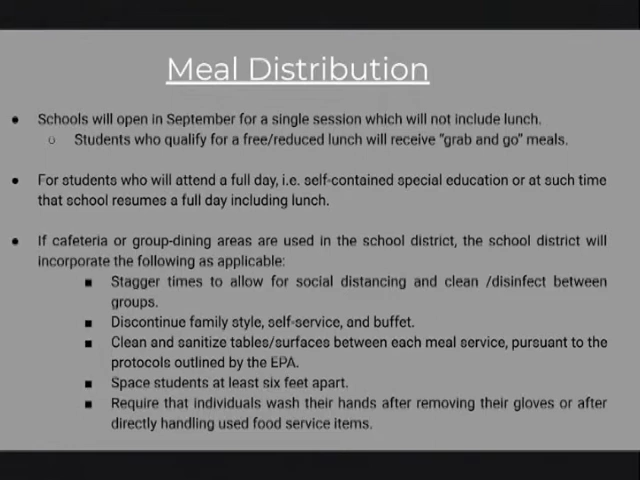 Meal Distribution
● Schools will open in September for a single session which will not include lunch.
○ Students who qualify for a free/reduced lunch will receive "grab and go" meals.
● For students who will attend a full day, i.e. self-contained special education or at such time
that school resumes a full day including lunch.
● If cafeteria or group-dining areas are used in the school district, the school district will
incorporate the following as applicable:
■ Stagger times to allow for social distancing and clean /disinfect between
groups.
■ Discontinue family style, self-service, and buffet.
■ Clean and sanitize tables/surfaces between each meal service, pursuant to the
protocols outlined by the EPA.
■ Space students at least six feet apart.
■ Require that individuals wash their hands after removing their gloves or after
directly handling used food service items.